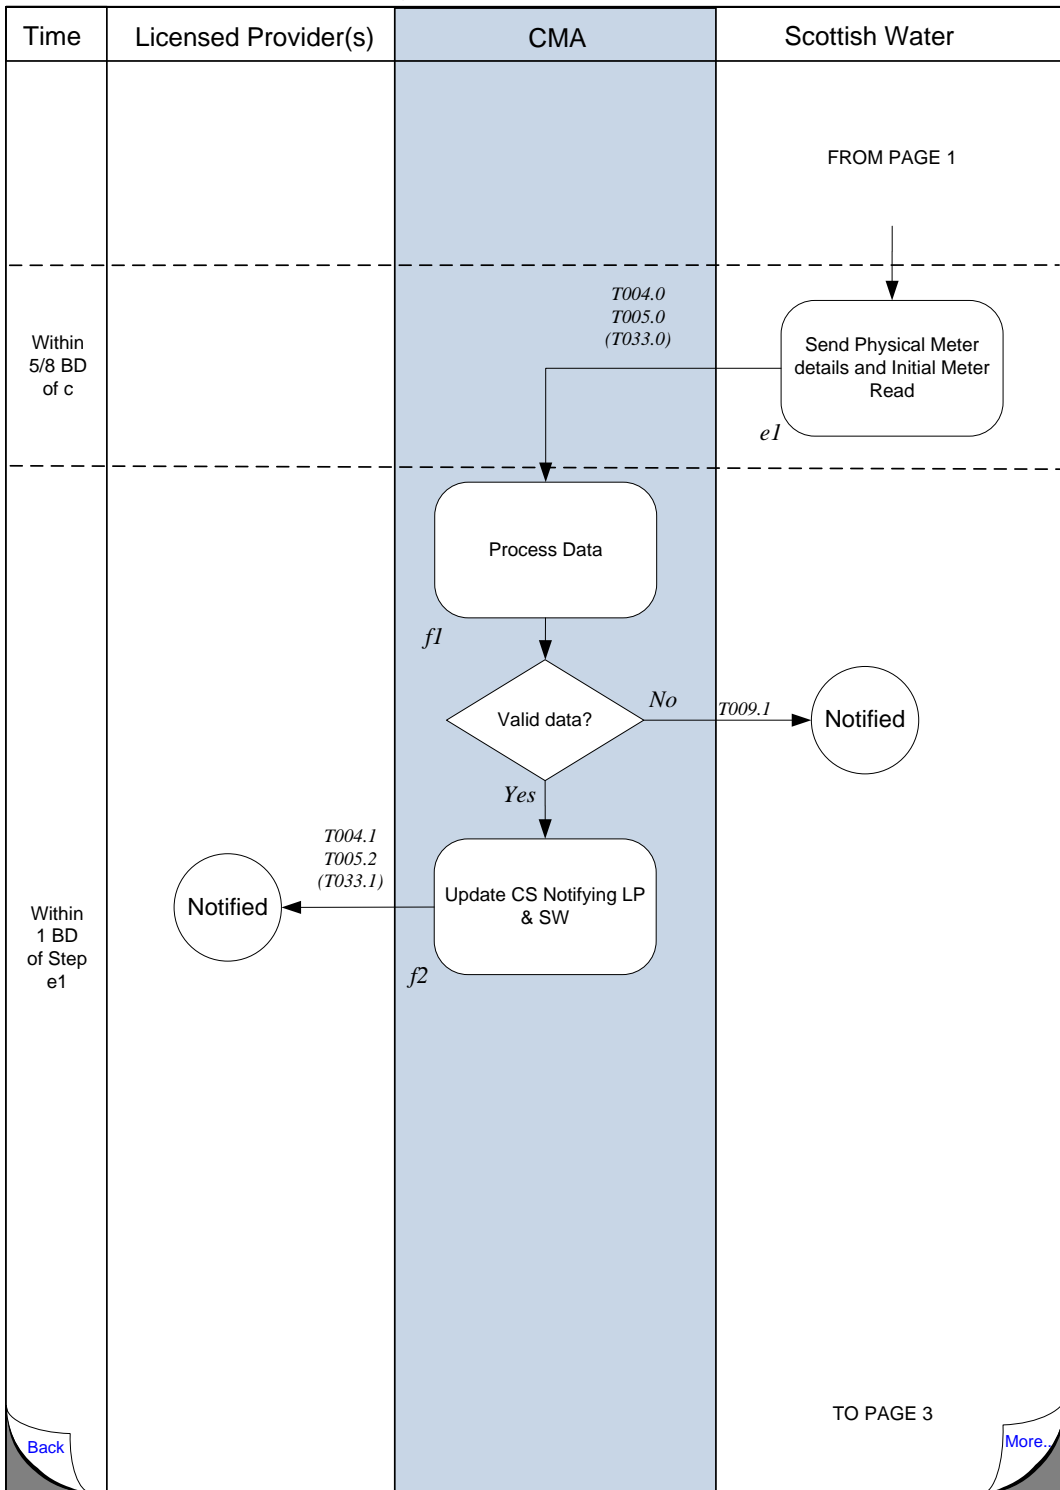 Time
Licensed Provider(s)
CMA
Scottish Water
FROM PAGE 1
Within
5/8 BD
of c
T004.0
T005.0
(T033.0)
Send Physical Meter
details and Initial Meter
Read
e1
Process Data
f1
Valid data?
No
T009.1
Notified
Yes
T004.1
T005.2
(T033.1)
Notified
Update CS Notifying LP
& SW
f2
Within
1 BD
of Step
e1
TO PAGE 3
Back
More..